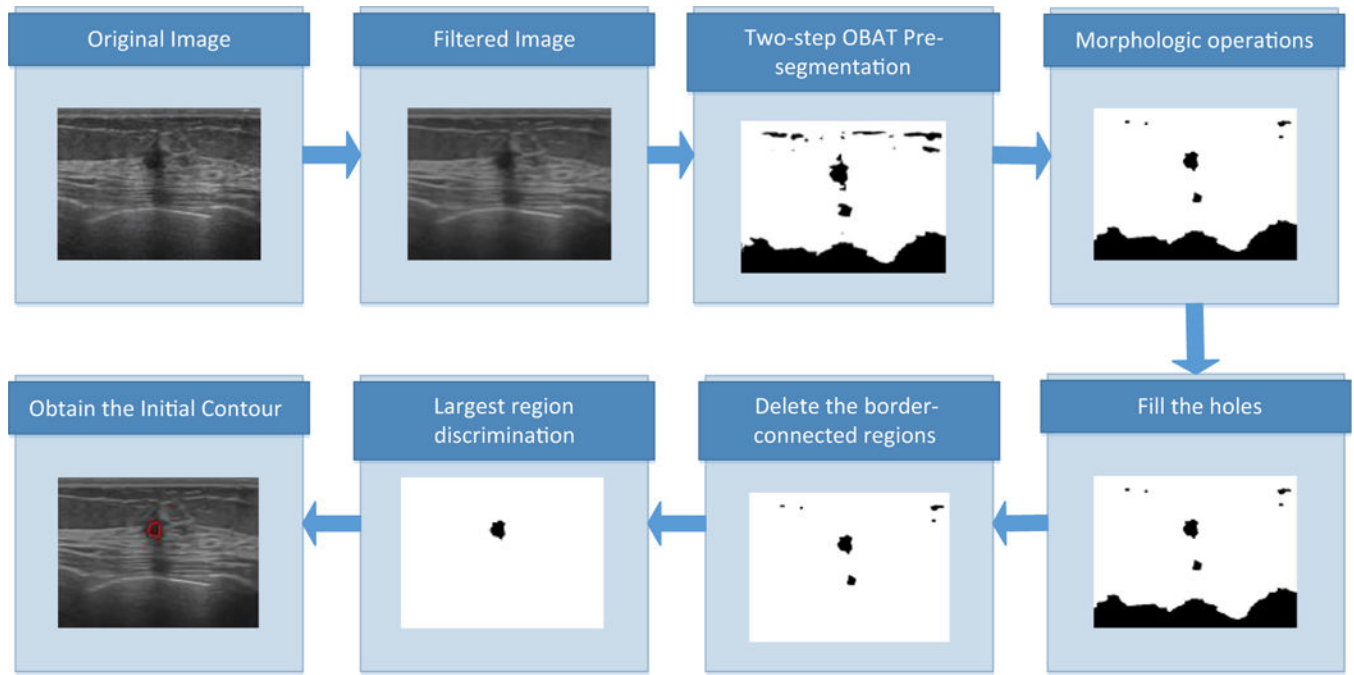 Original Image
Filtered Image
Two-step OBAT Pre-
segmentation
Morphologic operations
Fill the holes
Delete the border-
connected regions
Largest region
discrimination
Obtain the Initial Contour